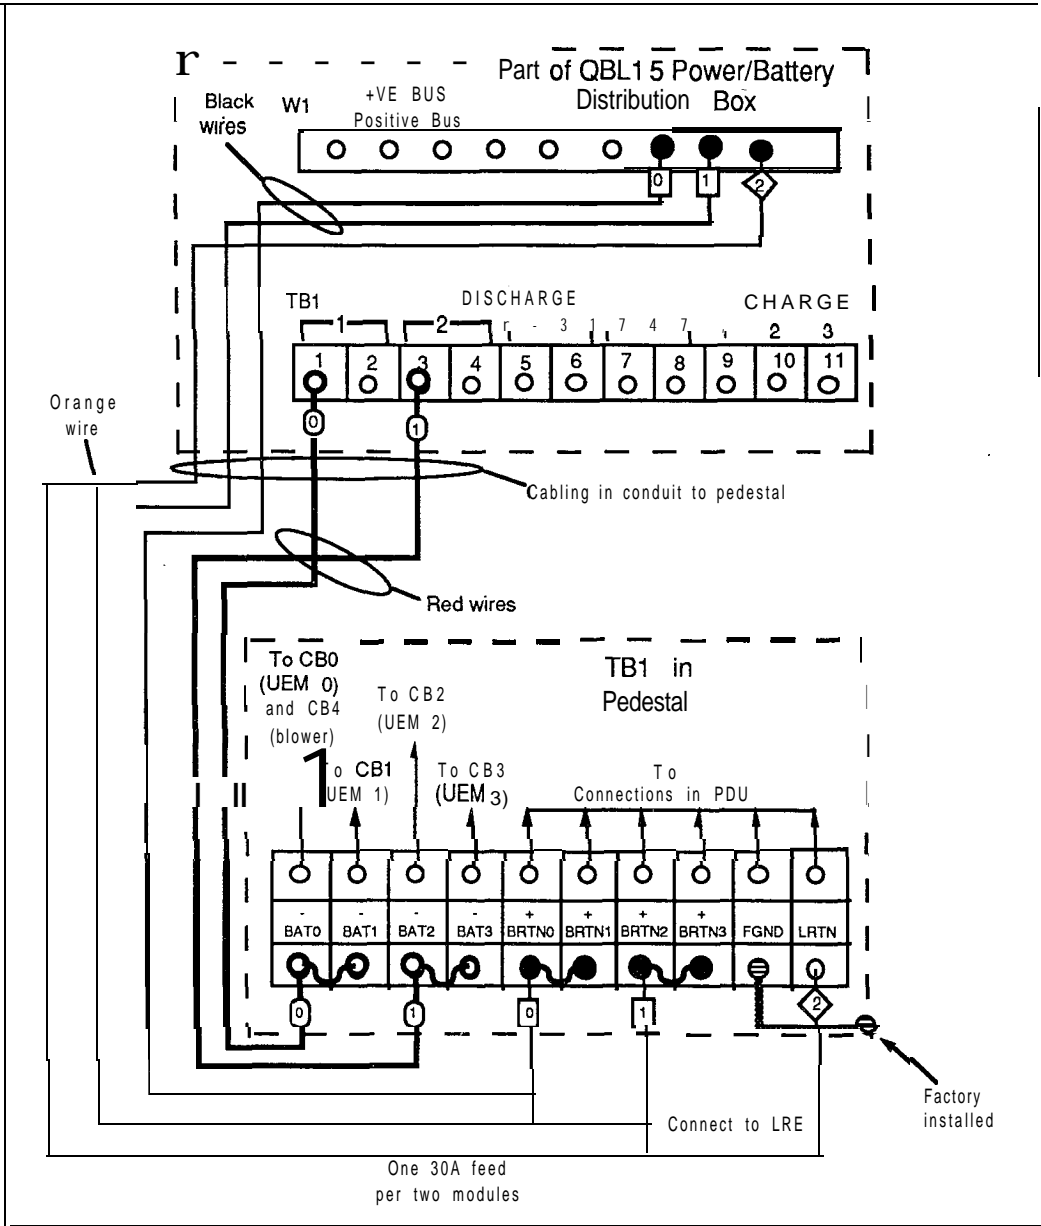 Part of QBL15 Power/Battery
Distribution Box
Black
wires
W1
+VE BUS
Positive Bus
0
1
2
TB1
DISCHARGE
CHARGE
1
2
r - 3 1 7 4 7 ,
2
3
1
2
3
4
5
6
7
8
9
10
11
0
1
Orange
wire
Cabling in conduit to pedestal
Red wires
TB1 in
Pedestal
To CB0
(UEM 0)
and CB4
(blower)
To CB2
(UEM 2)
To CB1
UEM 1)
To CB3
(UEM 3)
To
Connections in PDU
- - - - + + + +
BAT0 BAT1 BAT2 BAT3 BRTN0 BRTN1 BRTN2 BRTN3 FGND LRTN
0
1
0
1
2
Factory
installed
Connect to LRE
One 30A feed
per two modules